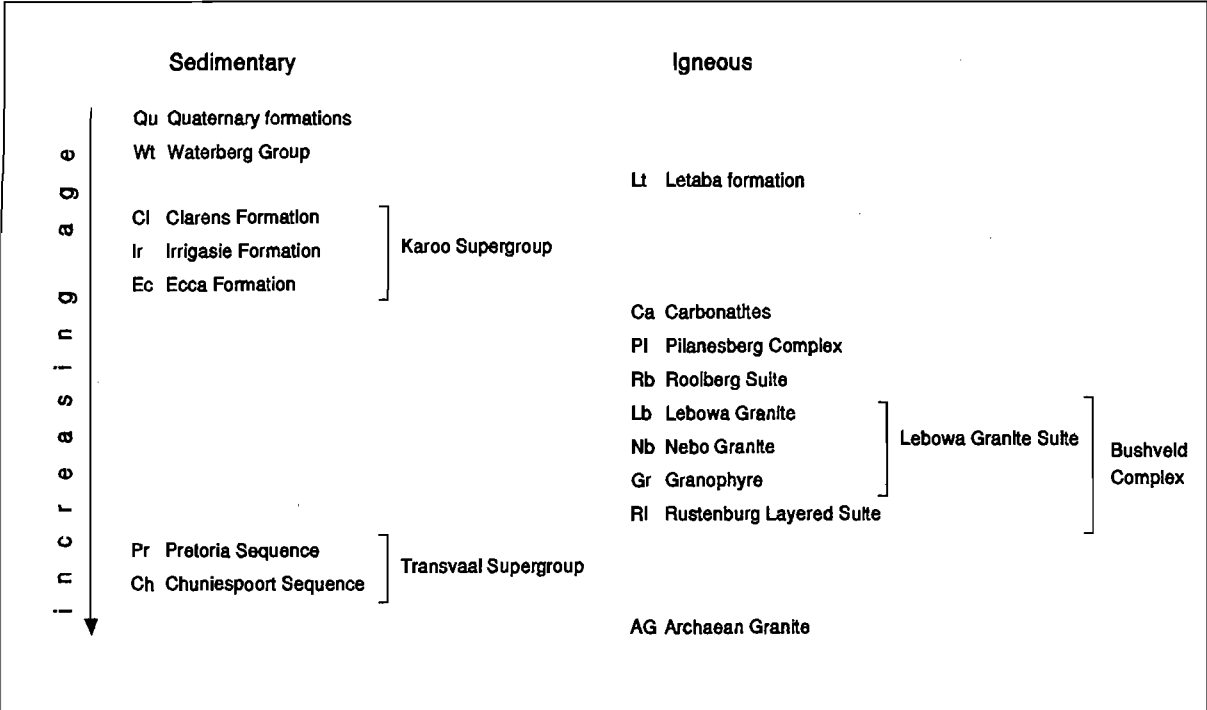 Sedimentary
Igneous
increasing age
Qu Quaternary formations
Wt Waterberg Group
Lt Letaba formation
Cl Clarens Formation
Ir Irrigasie Formation
Karoo Supergroup
Ec Ecca Formation
Ca Carbonatites
Pl Pilanesberg Complex
Rb Rooiberg Suite
Lb Lebowa Granite
Nb Nebo Granite
Lebowa Granite Suite
Bushveld
Complex
Gr Granophyre
Rl Rustenburg Layered Suite
Pr Pretoria Sequence
Transvaal Supergroup
Ch Chuniespoort Sequence
AG Archaean Granite